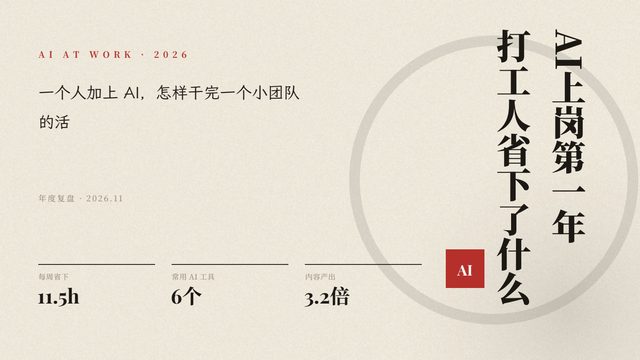 AI AT WORK · 2026
一个人加上 AI，怎样干完一个小团队
的活
年度复盘 · 2026.11
每周省下
11.5h
常用 AI 工具
6个
内容产出
3.2倍
AI上岗第一年
打工人省下了什么
AI